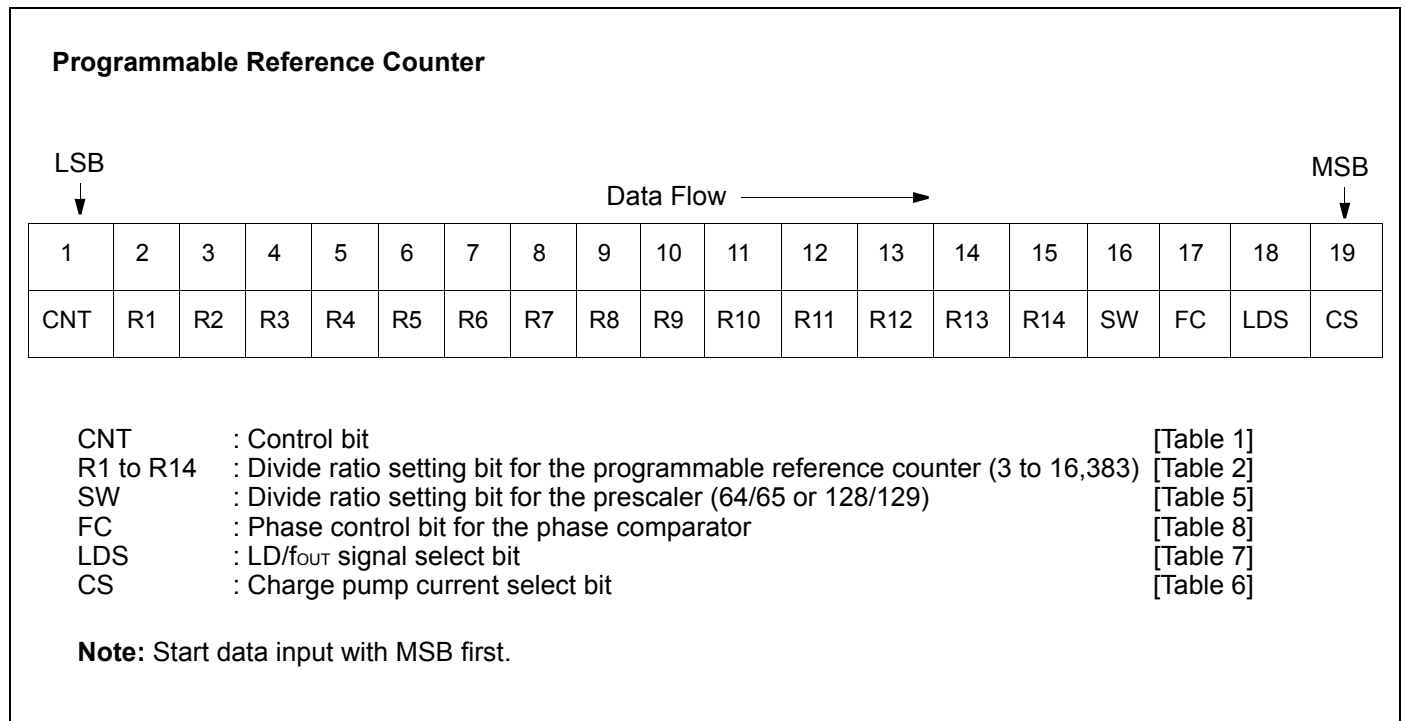 Programmable Reference Counter
LSB
MSB
Data Flow
1 2 3 4 5 6 7 8 9 10 11 12 13 14 15 16 17 18 19
CNT R1 R2 R3 R4 R5 R6 R7 R8 R9 R10 R11 R12 R13 R14 SW FC LDS CS
CNT : Control bit [Table 1]
R1 to R14 : Divide ratio setting bit for the programmable reference counter (3 to 16,383) [Table 2]
SW : Divide ratio setting bit for the prescaler (64/65 or 128/129) [Table 5]
FC : Phase control bit for the phase comparator [Table 8]
LDS : LD/fOUT signal select bit [Table 7]
CS : Charge pump current select bit [Table 6]
Note: Start data input with MSB first.